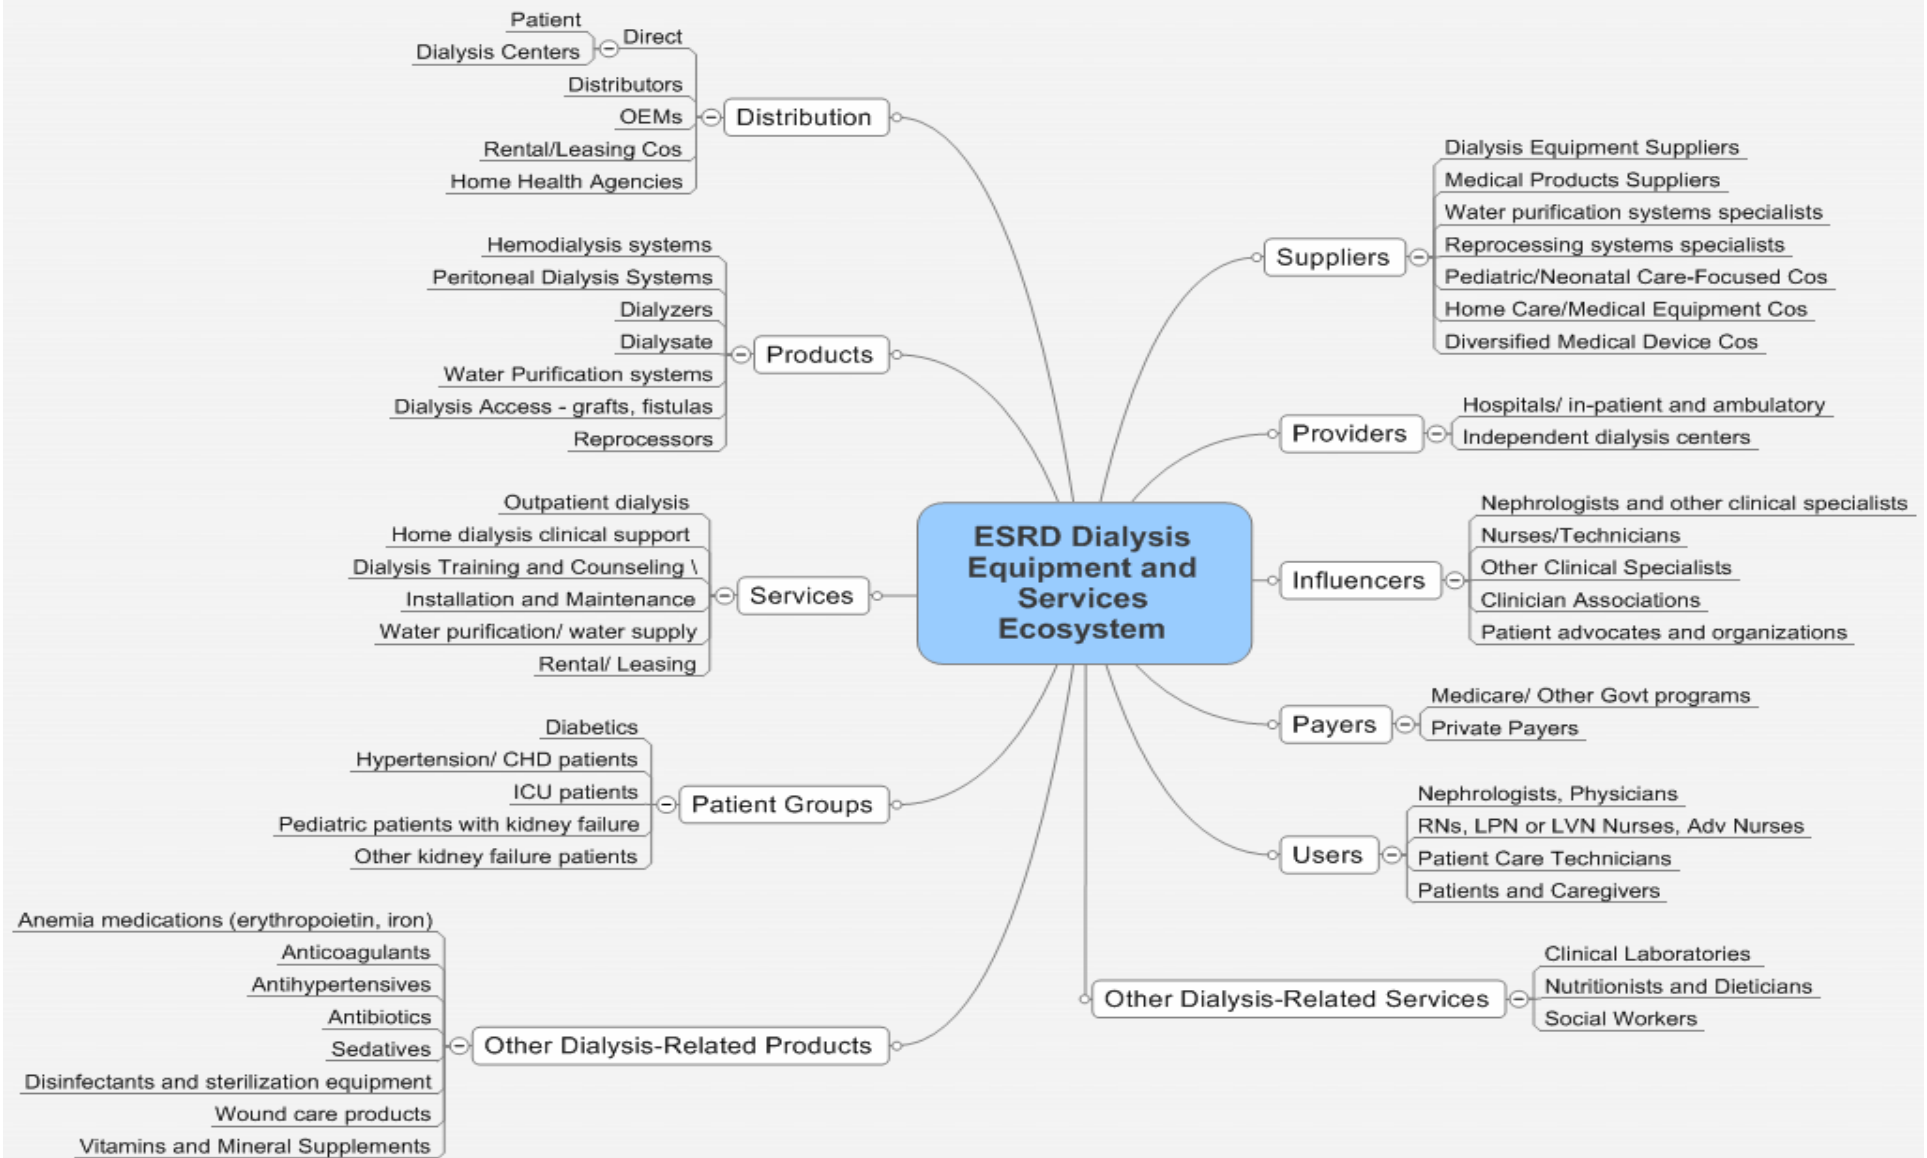 Patient
Dialysis Centers
Direct
Distributors
OEMs
Rental/Leasing Cos
Home Health Agencies
Distribution
Hemodialysis systems
Peritoneal Dialysis Systems
Dialyzers
Dialysate
Water Purification systems
Dialysis Access - grafts, fistulas
Reprocessors
Products
Outpatient dialysis
Home dialysis clinical support
Dialysis Training and Counseling \
Installation and Maintenance
Water purification/ water supply
Rental/ Leasing
Services
Diabetics
Hypertension/ CHD patients
ICU patients
Pediatric patients with kidney failure
Other kidney failure patients
Patient Groups
Anemia medications (erythropoietin, iron)
Anticoagulants
Antihypertensives
Antibiotics
Sedatives
Disinfectants and sterilization equipment
Wound care products
Vitamins and Mineral Supplements
Other Dialysis-Related Products
ESRD Dialysis
Equipment and
Services
Ecosystem
Suppliers
Dialysis Equipment Suppliers
Medical Products Suppliers
Water purification systems specialists
Reprocessing systems specialists
Pediatric/Neonatal Care-Focused Cos
Home Care/Medical Equipment Cos
Diversified Medical Device Cos
Providers
Hospitals/ in-patient and ambulatory
Independent dialysis centers
Influencers
Nephrologists and other clinical specialists
Nurses/Technicians
Other Clinical Specialists
Clinician Associations
Patient advocates and organizations
Payers
Medicare/ Other Govt programs
Private Payers
Users
Nephrologists, Physicians
RNs, LPN or LVN Nurses, Adv Nurses
Patient Care Technicians
Patients and Caregivers
Other Dialysis-Related Services
Clinical Laboratories
Nutritionists and Dieticians
Social Workers